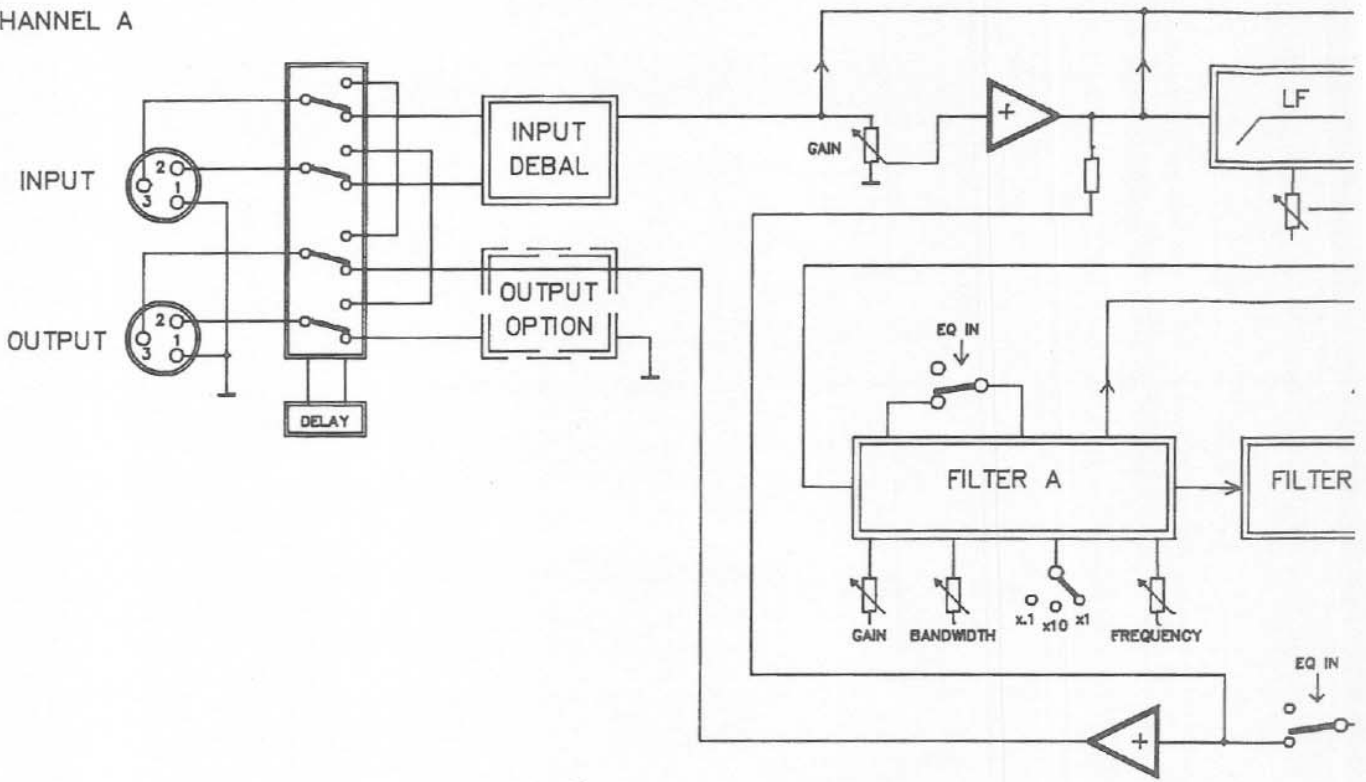 HANNEL A
INPUT
2
1
3
INPUT
DEBAL
GAIN
+
LF
OUTPUT
2
1
3
OUTPUT
OPTION
DELAY
EQ IN
FILTER A
FILTER
GAIN
BANDWIDTH
x.1
x10
x1
FREQUENCY
EQ IN
+